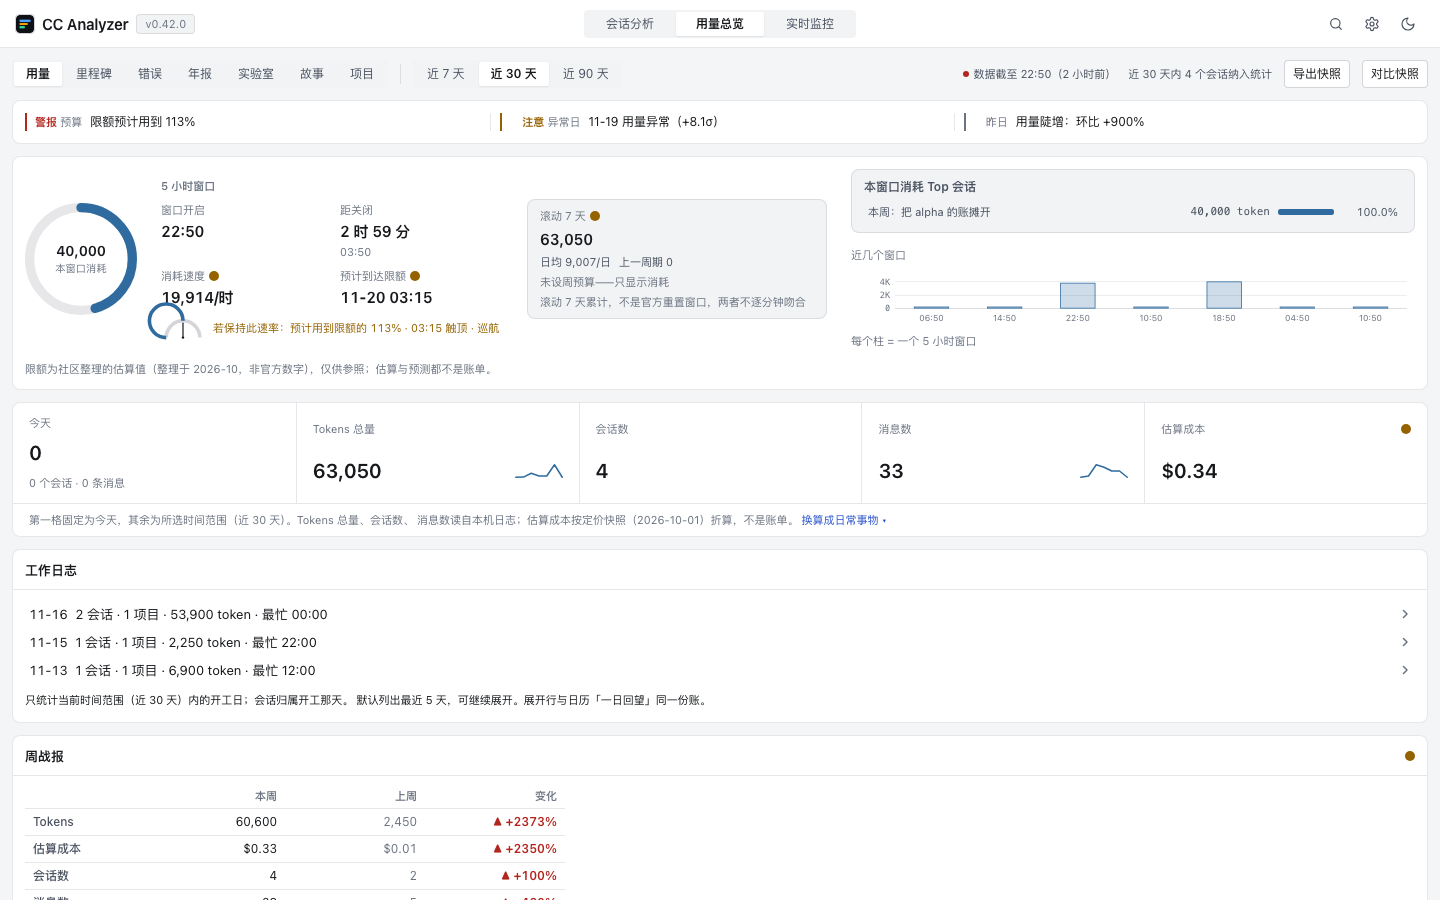 CC Analyzer v0.42.0
会话分析 用量总览 实时监控
用量 里程碑 错误 年报 实验室 故事 项目 近 7 天 近 30 天 近 90 天
数据截至 22:50（2 小时前） 近 30 天内 4 个会话纳入统计 导出快照 对比快照
警报 预算 限额预计用到 113%
注意 异常日 11-19 用量异常（+8.1σ）
昨日 用量陡增：环比 +900%
40,000
本窗口消耗
5 小时窗口
窗口开启
22:50
距关闭
2 时 59 分
03:50
消耗速度
19,914/时
预计到达限额
11-20 03:15
若保持此速率：预计用到限额的 113% · 03:15 触顶 · 巡航
滚动 7 天
63,050
日均 9,007/日 上一周期 0
未设周预算——只显示消耗
滚动 7 天累计，不是官方重置窗口，两者不逐分钟吻合
本窗口消耗 Top 会话
本周：把 alpha 的账摊开 40,000 token 100.0%
近几个窗口
4K
2K
0
06:50 14:50 22:50 10:50 18:50 04:50 10:50
每个柱 = 一个 5 小时窗口
限额为社区整理的估算值（整理于 2026-10，非官方数字），仅供参照；估算与预测都不是账单。
今天
0
0 个会话 · 0 条消息
Tokens 总量
63,050
会话数
4
消息数
33
估算成本
$0.34
第一格固定为今天，其余为所选时间范围（近 30 天）。Tokens 总量、会话数、 消息数读自本机日志；估算成本按定价快照（2026-10-01）折算，不是账单。 换算成日常事物
工作日志
11-16 2 会话 · 1 项目 · 53,900 token · 最忙 00:00
11-15 1 会话 · 1 项目 · 2,250 token · 最忙 22:00
11-13 1 会话 · 1 项目 · 6,900 token · 最忙 12:00
只统计当前时间范围（近 30 天）内的开工日；会话归属开工那天。 默认列出最近 5 天，可继续展开。展开行与日历「一日回望」同一份账。
周战报
本周 上周 变化
Tokens 60,600 2,450 ▲ +2373%
估算成本 $0.33 $0.01 ▲ +2350%
会话数 4 2 ▲ +100%